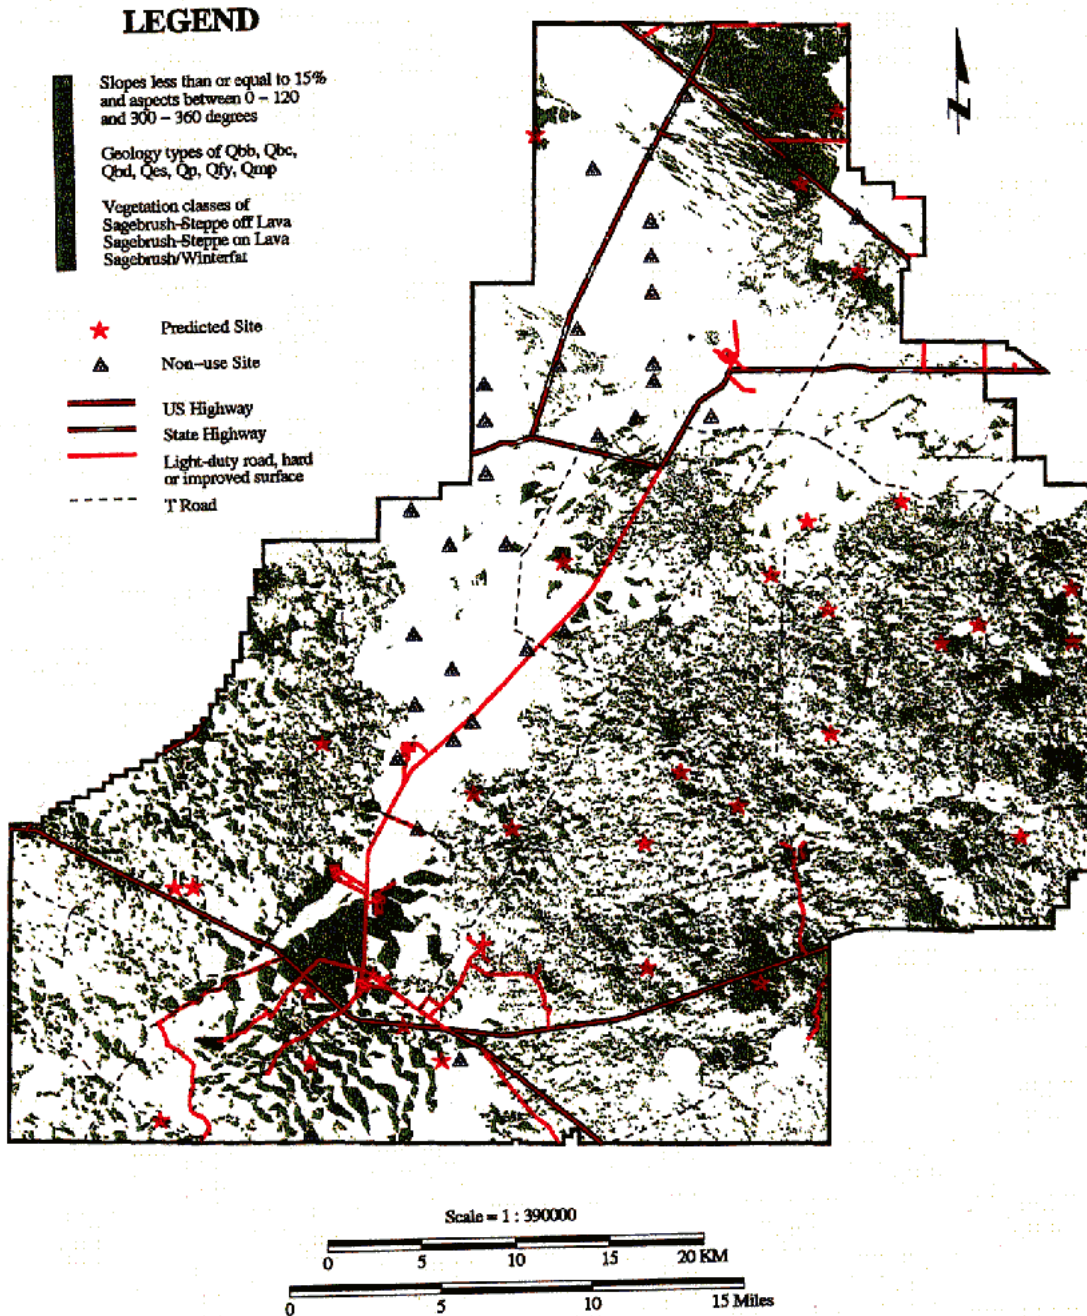 LEGEND
Slopes less than or equal to 15%
and aspects between 0 – 120
and 300 – 360 degrees
Geology types of Qbb, Qbc,
Qbd, Qes, Qp, Qfy, Qmp
Vegetation classes of
Sagebrush-Steppe off Lava
Sagebrush-Steppe on Lava
Sagebrush/Winterfat
Predicted Site
Non-use Site
US Highway
State Highway
Light-duty road, hard
or improved surface
T Road
N
Scale = 1 : 390000
0 5 10 15 20 KM
0 5 10 15 Miles